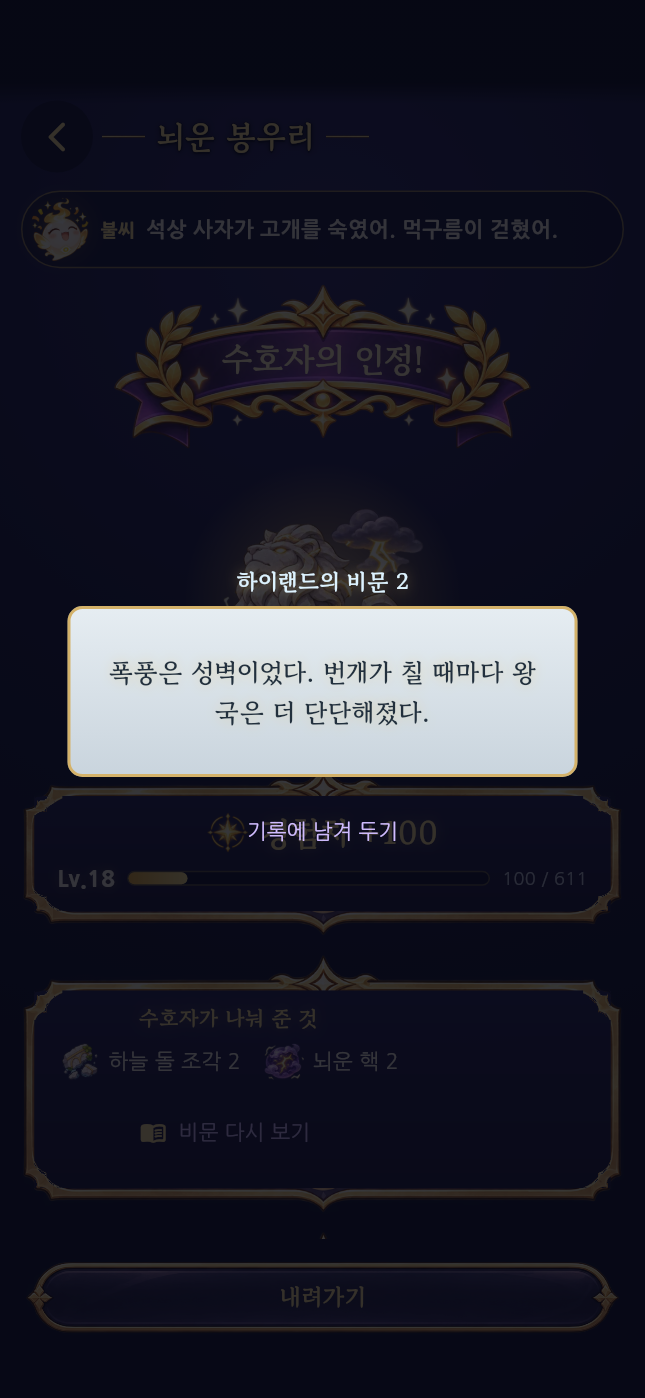 뇌운 봉우리
불씨 석상 사자가 고개를 숙였어. 먹구름이 걷혔어.
수호자의 인정!
하이랜드의 비문 2
폭풍은 성벽이었다. 번개가 칠 때마다 왕
국은 더 단단해졌다.
기록에 남겨 두기
100
Lv.18 100 / 611
수호자가 나눠 준 것
하늘 돌 조각 2 뇌운 핵 2
비문 다시 보기
내려가기